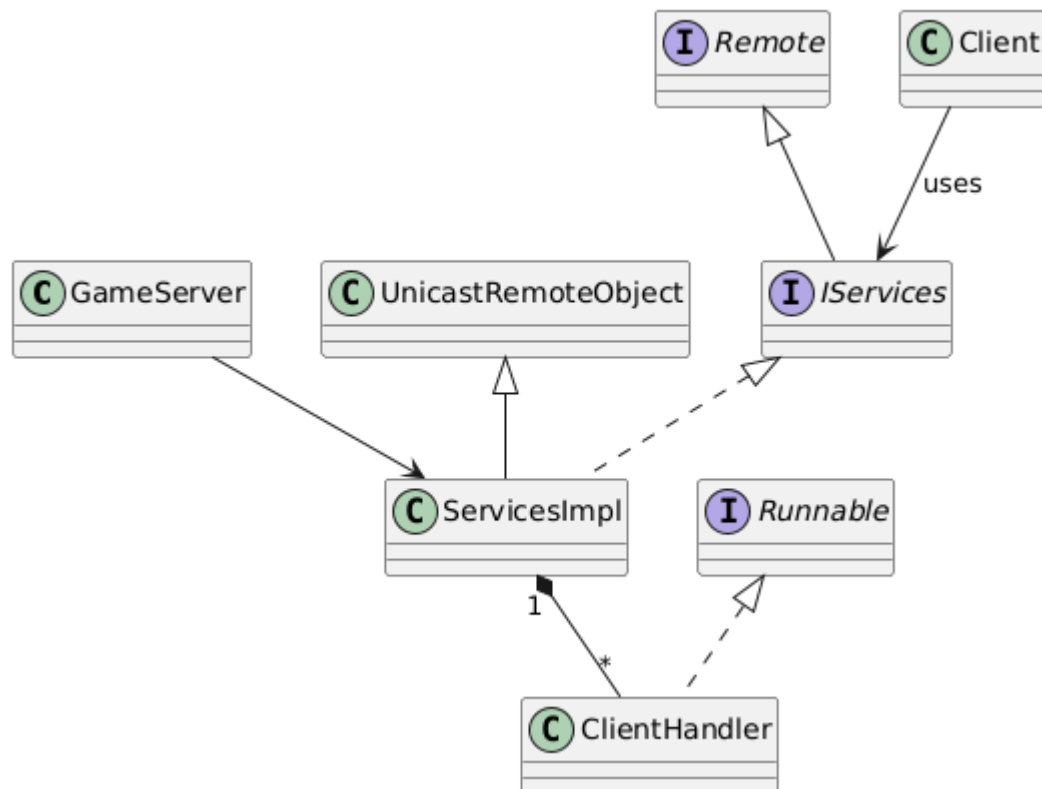 I Remote
C Client
uses
C GameServer
C UnicastRemoteObject
I IServices
C ServicesImpl
I Runnable
1
*
C ClientHandler